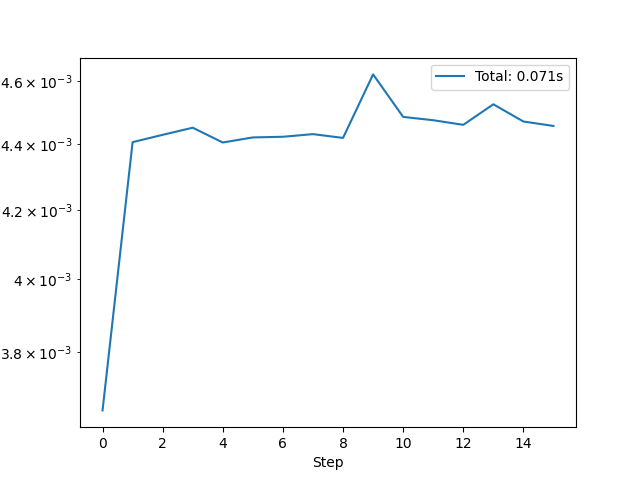 Total: 0.071s
4.6 × 10⁻³
4.4 × 10⁻³
4.2 × 10⁻³
4 × 10⁻³
3.8 × 10⁻³
0 2 4 6 8 10 12 14
Step